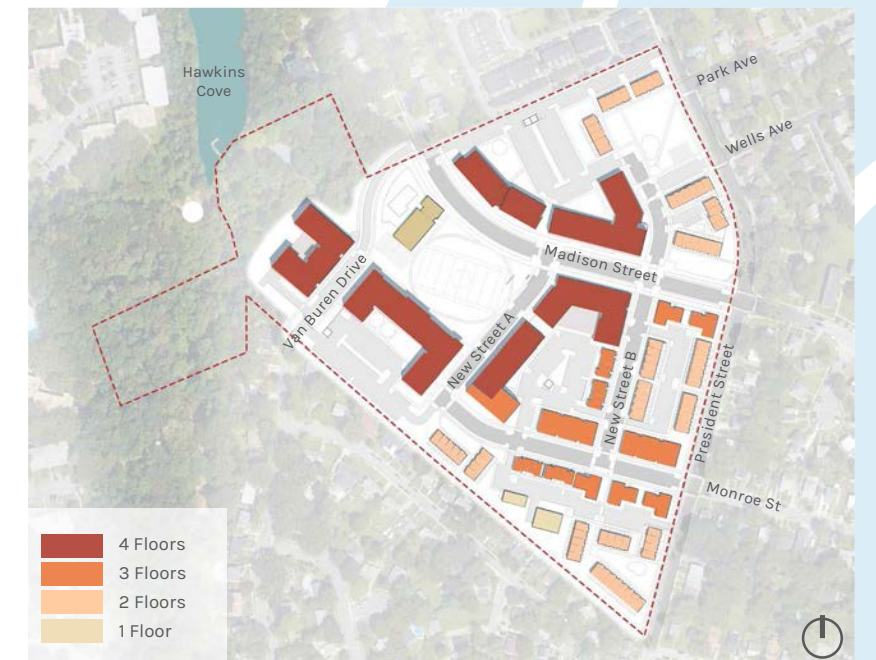 Hawkins
Cove
Park Ave
Wells Ave
Madison Street
Van Buren Drive
New Street A
New Street B
President Street
Monroe St
4 Floors
3 Floors
2 Floors
1 Floor